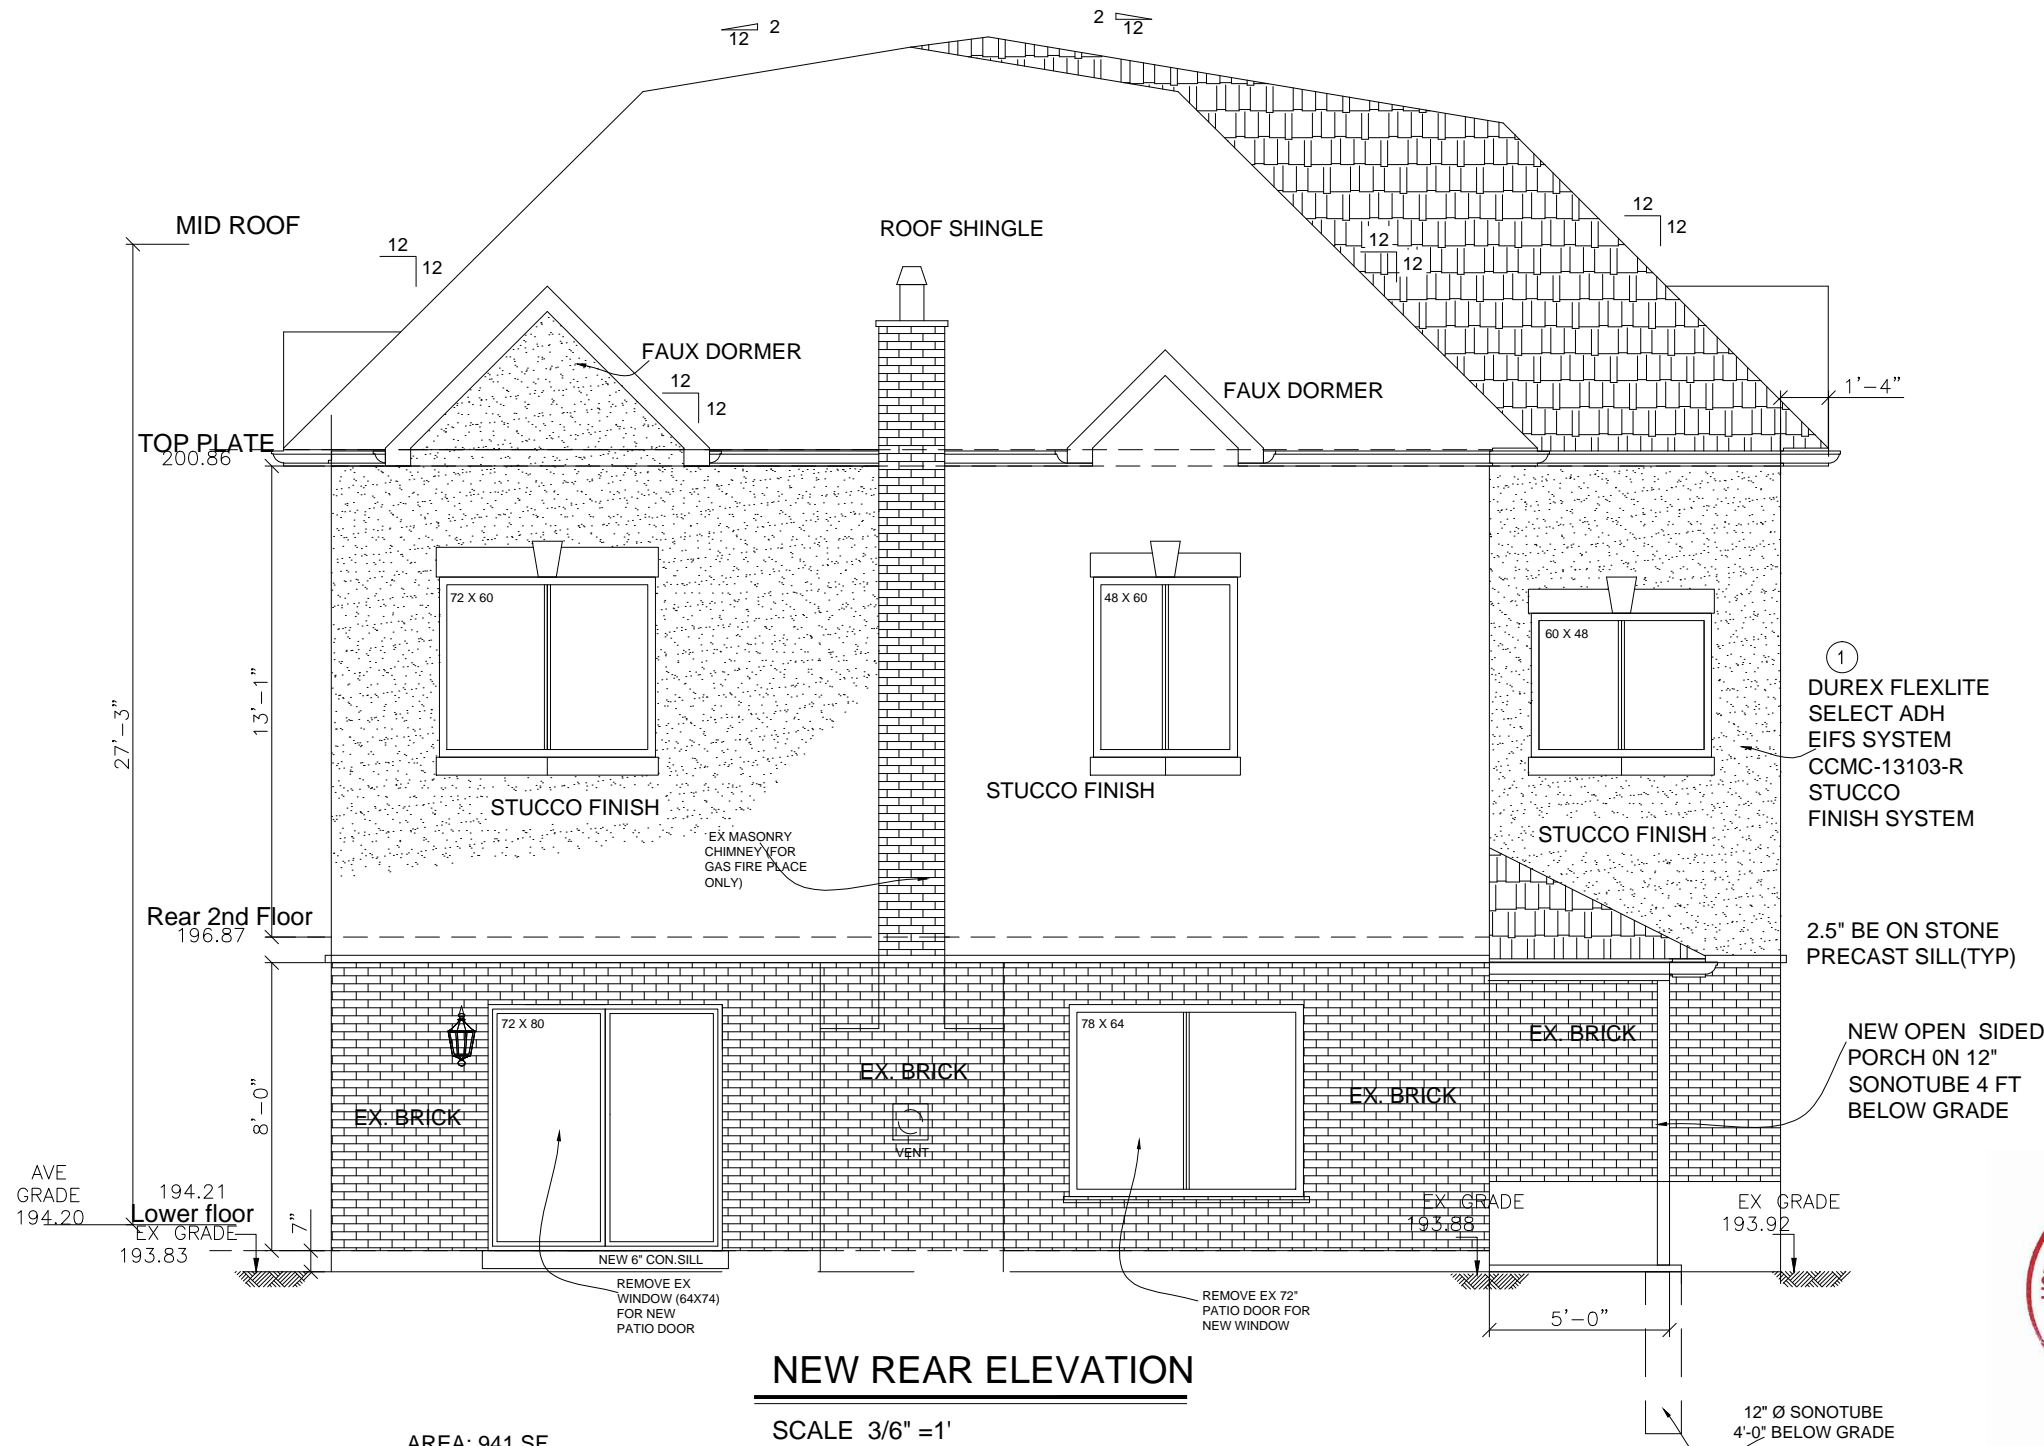 12 2
2 12
MID ROOF
12
12
ROOF SHINGLE
12
12
12
12
FAUX DORMER
12
12
FAUX DORMER
1'-4"
TOP PLATE
200.86
72 X 60
48 X 60
60 X 48
1
DUREX FLEXLITE
SELECT ADH
EIFS SYSTEM
CCMC-13103-R
STUCCO
FINISH SYSTEM
27'-3"
13'-1"
STUCCO FINISH
STUCCO FINISH
STUCCO FINISH
EX MASONRY
CHIMNEY (FOR
GAS FIRE PLACE
ONLY)
Rear 2nd Floor
196.87
2.5" BE ON STONE
PRECAST SILL(TYP)
72 X 80
78 X 64
EX. BRICK
NEW OPEN SIDED
PORCH 0N 12"
SONOTUBE 4 FT
BELOW GRADE
EX. BRICK
EX. BRICK
EX. BRICK
8'-0"
VENT
AVE
GRADE
194.20
194.21
Lower floor
EX GRADE
193.83
7"
EX GRADE
193.88
EX GRADE
193.92
NEW 6" CON.SILL
REMOVE EX
WINDOW (64X74)
FOR NEW
PATIO DOOR
REMOVE EX 72"
PATIO DOOR FOR
NEW WINDOW
5'-0"
NEW REAR ELEVATION
SCALE 3/6" =1'
12" Ø SONOTUBE
4'-0" BELOW GRADE
AREA: 941 SF